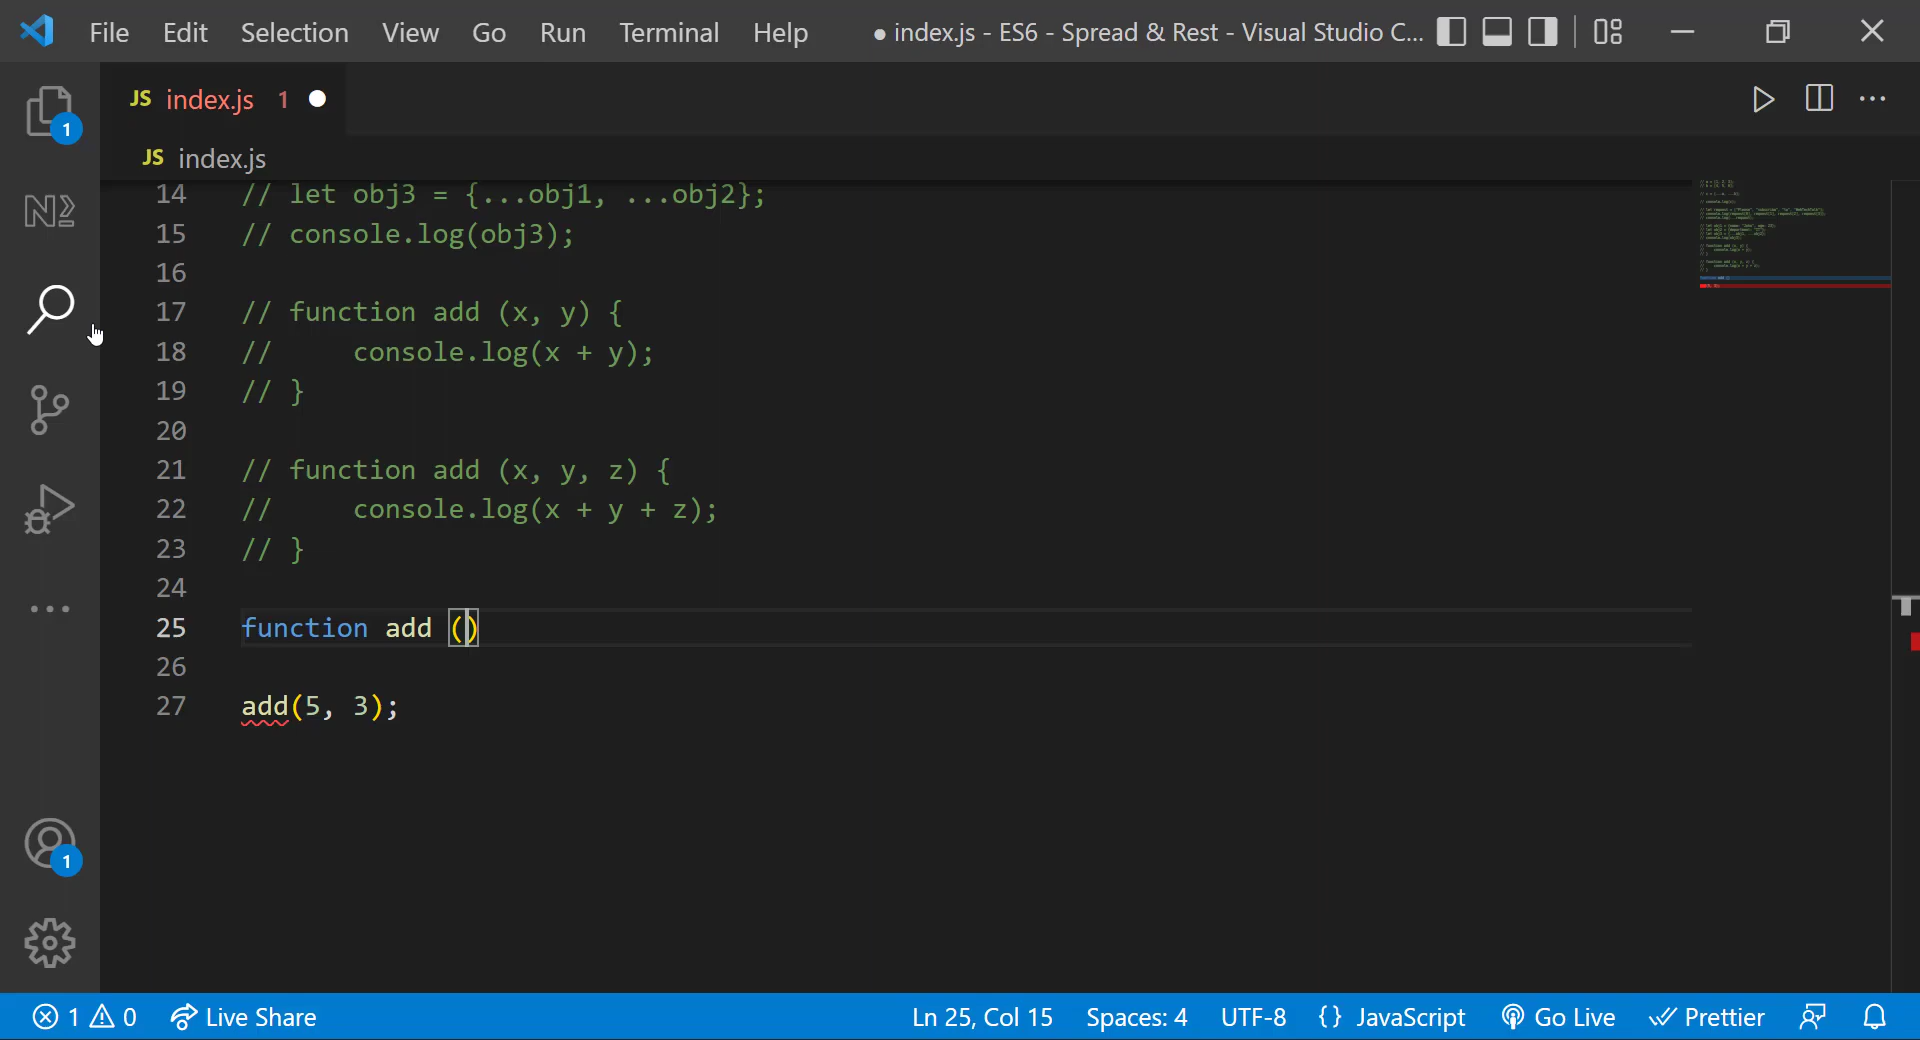 File Edit Selection View Go Run Terminal Help ● index.js - ES6 - Spread & Rest - Visual Studio C...
JS index.js 1
JS index.js
1
14 // let obj3 = {...obj1, ...obj2};
15 // console.log(obj3);
16
17 // function add (x, y) {
18 //     console.log(x + y);
19 // }
20
21 // function add (x, y, z) {
22 //     console.log(x + y + z);
23 // }
24
25 function add ()
26
27 add(5, 3);
1
1 0 Live Share Ln 25, Col 15 Spaces: 4 UTF-8 {} JavaScript Go Live Prettier